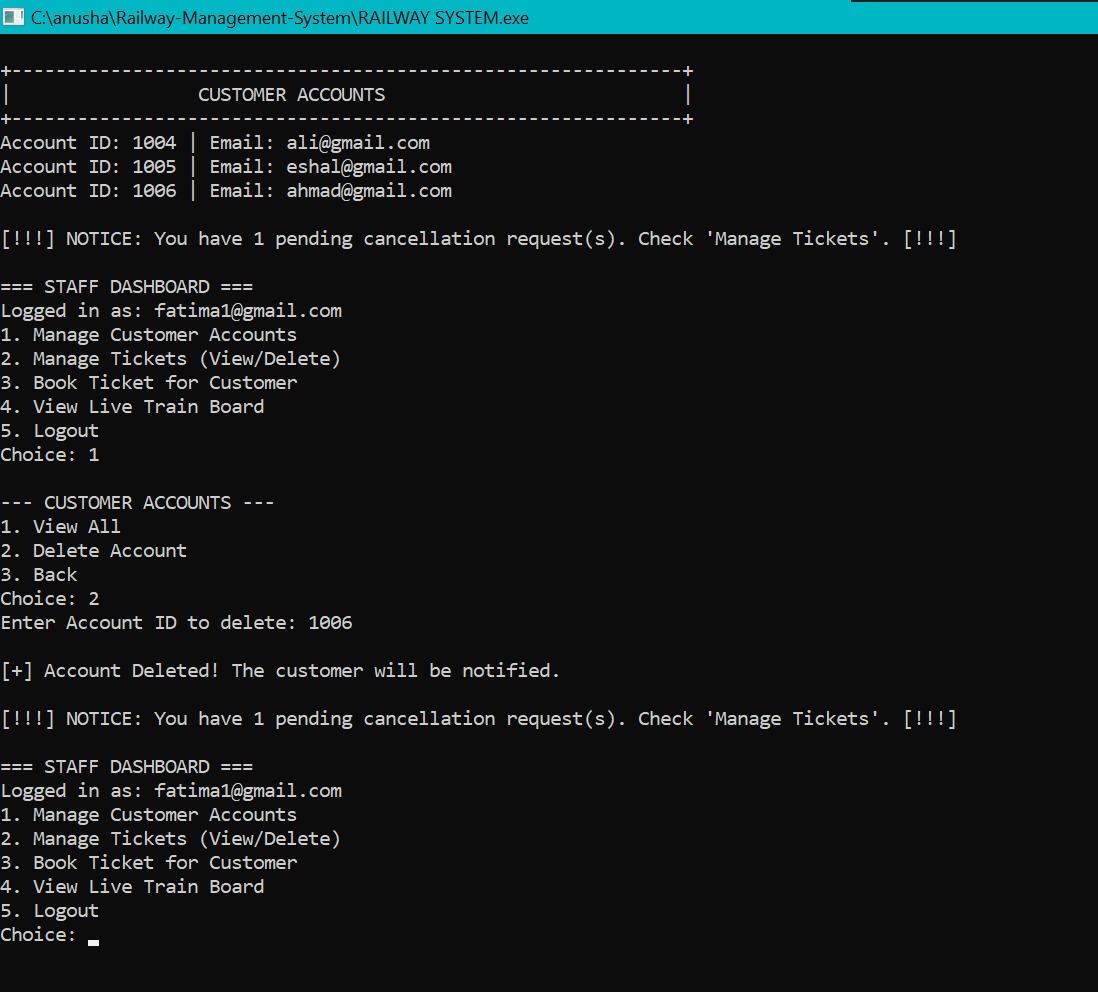 C:\anusha\Railway-Management-System\RAILWAY SYSTEM.exe
+-------------------------------------------------------------+
|                 CUSTOMER ACCOUNTS                           |
+-------------------------------------------------------------+
Account ID: 1004 | Email: ali@gmail.com
Account ID: 1005 | Email: eshal@gmail.com
Account ID: 1006 | Email: ahmad@gmail.com
[!!!] NOTICE: You have 1 pending cancellation request(s). Check 'Manage Tickets'. [!!!]
=== STAFF DASHBOARD ===
Logged in as: fatima1@gmail.com
1. Manage Customer Accounts
2. Manage Tickets (View/Delete)
3. Book Ticket for Customer
4. View Live Train Board
5. Logout
Choice: 1
--- CUSTOMER ACCOUNTS ---
1. View All
2. Delete Account
3. Back
Choice: 2
Enter Account ID to delete: 1006
[+] Account Deleted! The customer will be notified.
[!!!] NOTICE: You have 1 pending cancellation request(s). Check 'Manage Tickets'. [!!!]
=== STAFF DASHBOARD ===
Logged in as: fatima1@gmail.com
1. Manage Customer Accounts
2. Manage Tickets (View/Delete)
3. Book Ticket for Customer
4. View Live Train Board
5. Logout
Choice: